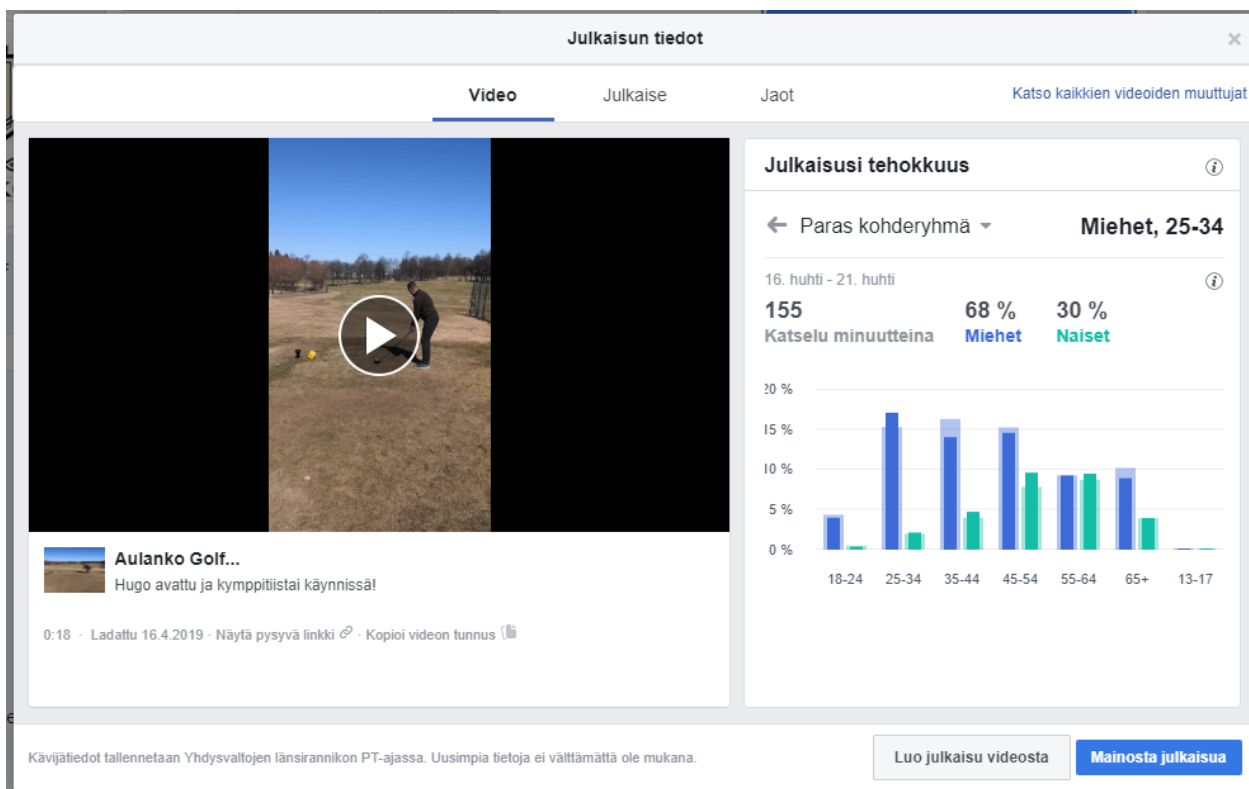 Julkaisun tiedot
Video Julkaise Jaot Katso kaikkien videoiden muuttujat
Aulanko Golf...
Hugo avattu ja kymppitiistai käynnissä!
0:18 · Ladattu 16.4.2019 · Näytä pysyvä linkki · Kopioi videon tunnus
Julkaisusi tehokkuus
Paras kohderyhmä Miehet, 25-34
16. huhti - 21. huhti
155 68 % 30 %
Katselu minuutteina Miehet Naiset
20 %
15 %
10 %
5 %
0 %
18-24 25-34 35-44 45-54 55-64 65+ 13-17
Kävijätiedot tallennetaan Yhdysvaltojen länsirannikon PT-ajassa. Uusimpia tietoja ei välttämättä ole mukana.
Luo julkaisu videosta Mainosta julkaisua